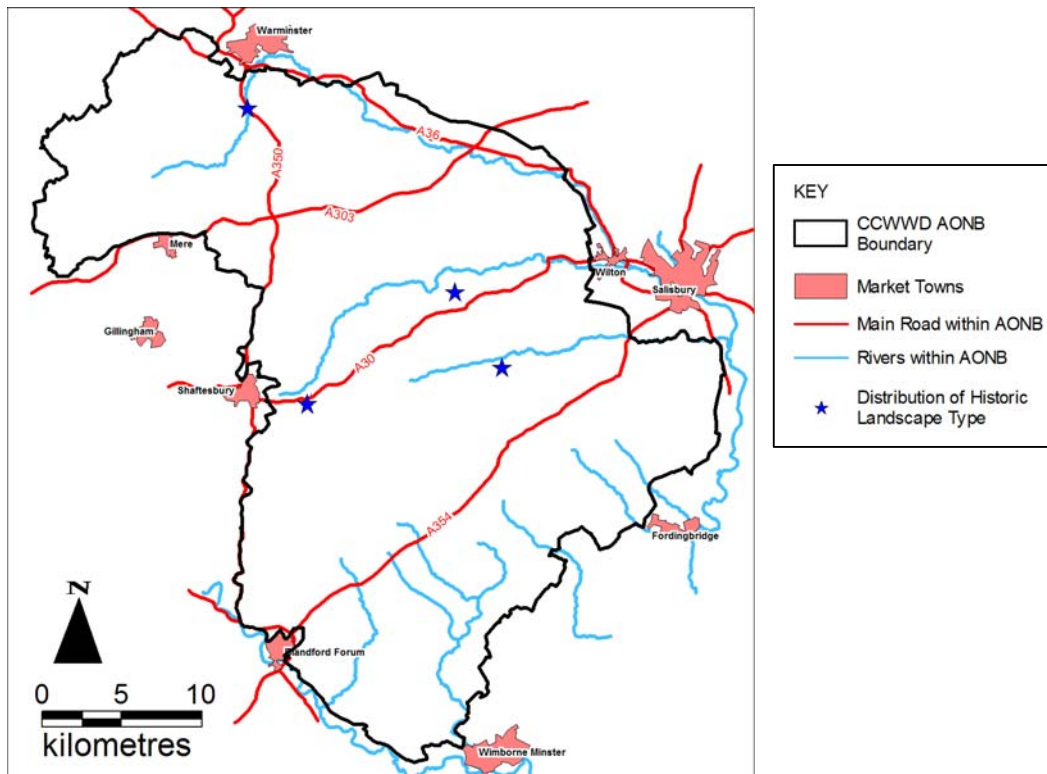 Warminster
A36
A350
A303
Mere
Wilton
Salisbury
Gillingham
A30
Shaftesbury
A354
Fordingbridge
Blandford Forum
Wimborne Minster
N
0 5 10
kilometres
KEY
CCWWD AONB
Boundary
Market Towns
Main Road within AONB
Rivers within AONB
Distribution of Historic
Landscape Type